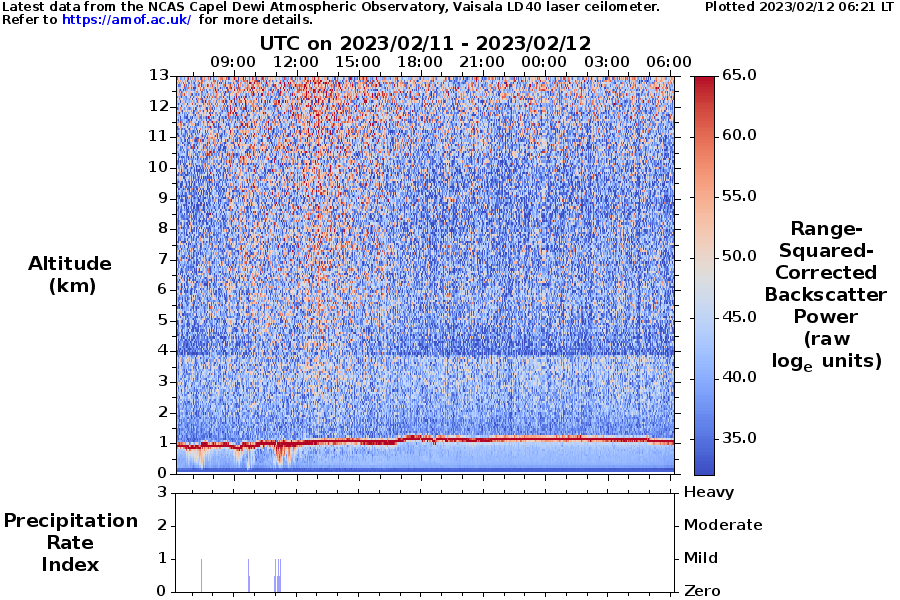 Latest data from the NCAS Capel Dewi Atmospheric Observatory, Vaisala LD40 laser ceilometer. Plotted 2023/02/12 06:21 LT
Refer to https://amof.ac.uk/ for more details.
UTC on 2023/02/11 - 2023/02/12
09:00 12:00 15:00 18:00 21:00 00:00 03:00 06:00
13
12
11
10
9
8
7
6
5
4
3
2
1
0
Altitude
(km)
65.0
60.0
55.0
50.0
45.0
40.0
35.0
Range-
Squared-
Corrected
Backscatter
Power
(raw
logₑ units)
3 Heavy
2 Moderate
1 Mild
0 Zero
Precipitation
Rate
Index